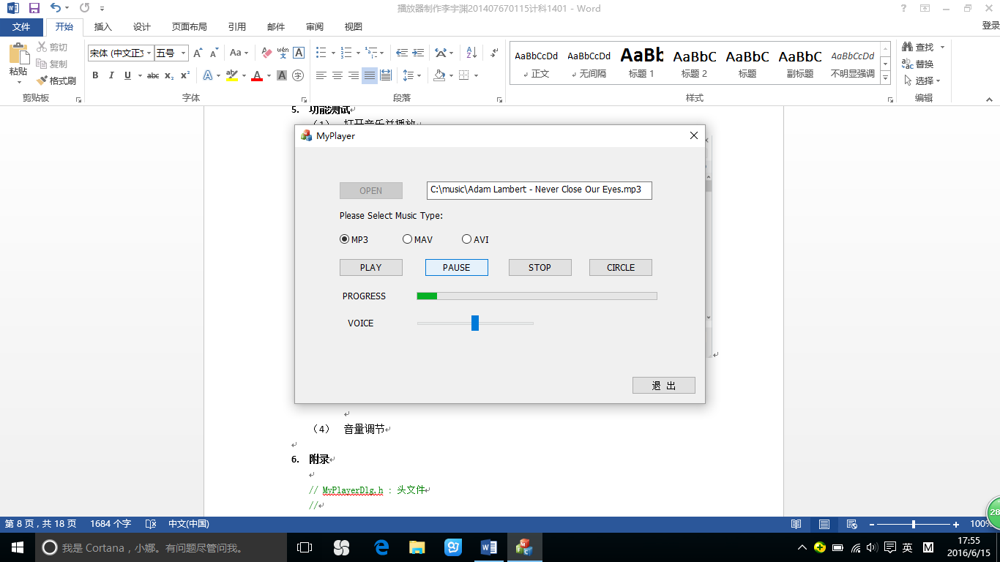 播放器制作李宇渊201407670115计科1401 - Word
文件 开始 插入 设计 页面布局 引用 邮件 审阅 视图 登录
粘贴 剪切 复制 格式刷
宋体 (中文正文 五号 Aa wén A
B I U abc X₂ X² A ab A A 字
AaBbCcDd AaBbCcDd AaBb AaBbC AaBbC AaBbC AaBbCcDd
正文 无间隔 标题 1 标题 2 标题 副标题 不明显强调
查找 替换 选择
剪贴板 字体 段落 样式 编辑
5. 功能测试
（1） 打开音乐并播放
MyPlayer
OPEN C:\music\Adam Lambert - Never Close Our Eyes.mp3
Please Select Music Type:
MP3 MAV AVI
PLAY PAUSE STOP CIRCLE
PROGRESS
VOICE
退 出
（4） 音量调节
6. 附录
// MyPlayerDlg.h : 头文件
//
第 8 页，共 18 页 1684 个字 中文(中国) 100%
28
我是 Cortana，小娜。有问题尽管问我。
英 M 17:55
2016/6/15